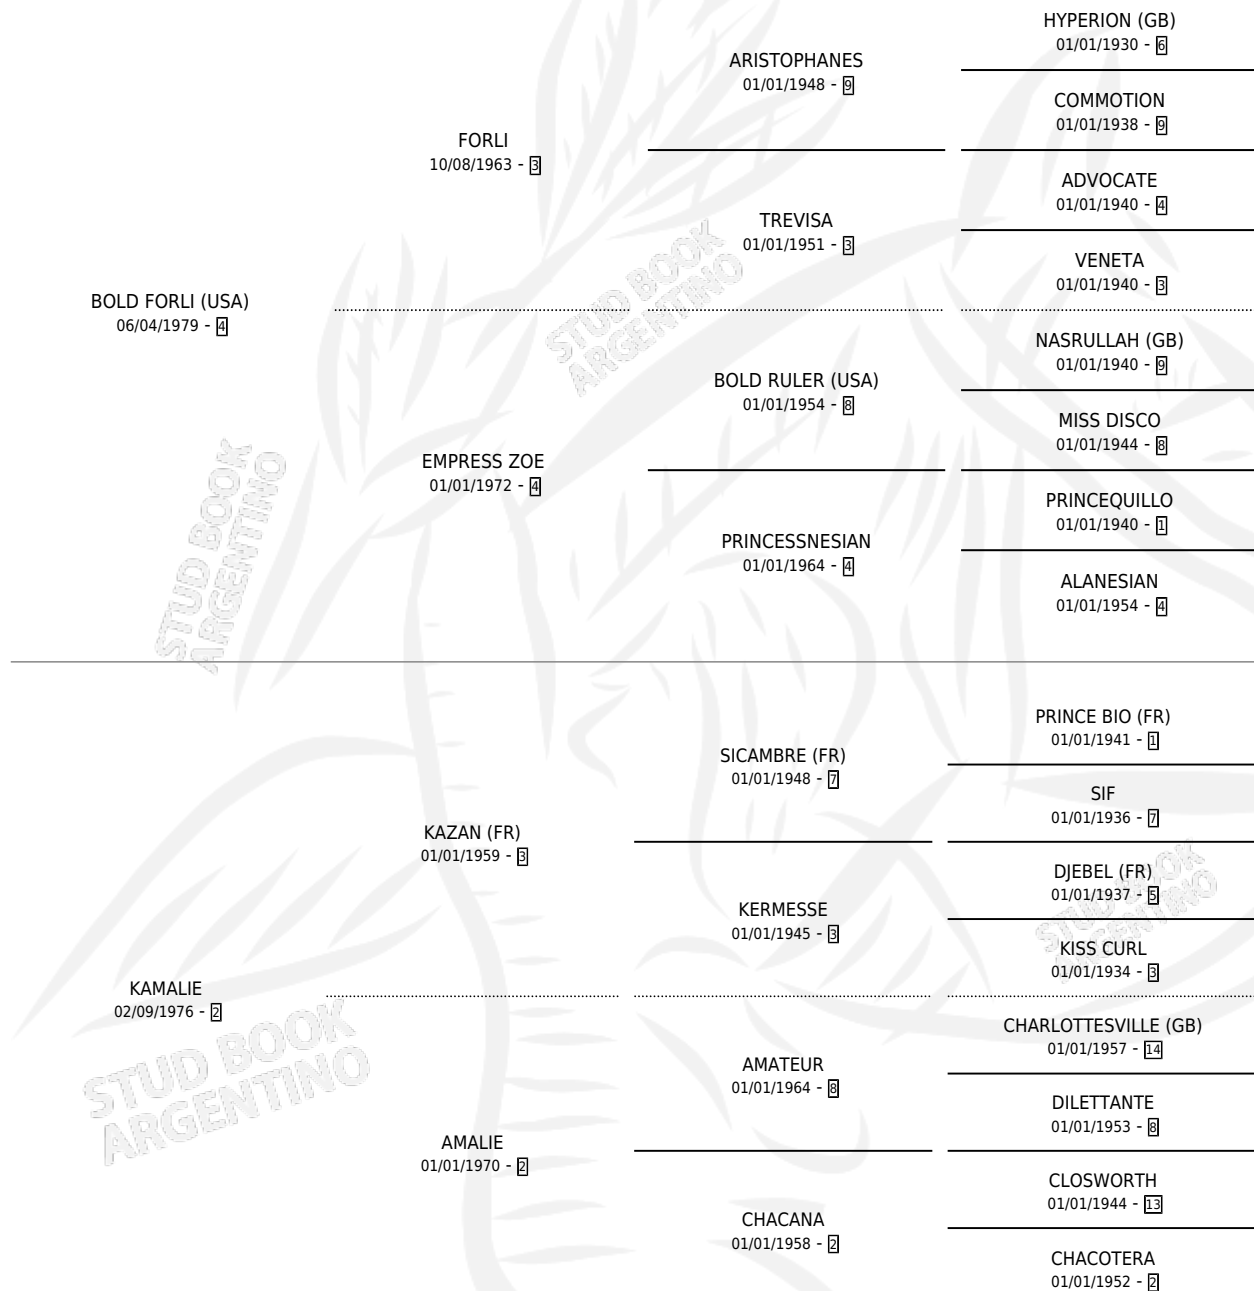 HYPERION (GB)
01/01/1930 - 6
ARISTOPHANES
01/01/1948 - 9
COMMOTION
01/01/1938 - 9
FORLI
10/08/1963 - 3
ADVOCATE
01/01/1940 - 4
TREVISA
01/01/1951 - 3
VENETA
01/01/1940 - 3
BOLD FORLI (USA)
06/04/1979 - 4
NASRULLAH (GB)
01/01/1940 - 9
BOLD RULER (USA)
01/01/1954 - 8
MISS DISCO
01/01/1944 - 8
EMPRESS ZOE
01/01/1972 - 4
PRINCEQUILLO
01/01/1940 - 1
PRINCESSNESIAN
01/01/1964 - 4
ALANESIAN
01/01/1954 - 4
PRINCE BIO (FR)
01/01/1941 - 1
SICAMBRE (FR)
01/01/1948 - 7
SIF
01/01/1936 - 7
KAZAN (FR)
01/01/1959 - 3
DJEBEL (FR)
01/01/1937 - 5
KERMESSE
01/01/1945 - 3
KISS CURL
01/01/1934 - 3
KAMALIE
02/09/1976 - 2
CHARLOTTESVILLE (GB)
01/01/1957 - 14
AMATEUR
01/01/1964 - 8
DILETTANTE
01/01/1953 - 8
AMALIE
01/01/1970 - 2
CLOSWORTH
01/01/1944 - 13
CHACANA
01/01/1958 - 2
CHACOTERA
01/01/1952 - 2
STUD BOOK
ARGENTINO
STUD BOOK
ARGENTINO
STUD BOOK
ARGENTINO
STUD BOOK
ARGENTINO